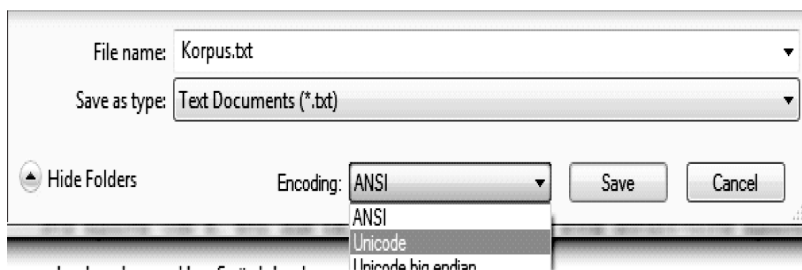 File name: Korpus.txt
Save as type: Text Documents (*.txt)
Hide Folders Encoding: ANSI Save Cancel
ANSI
Unicode
Unicode big endian